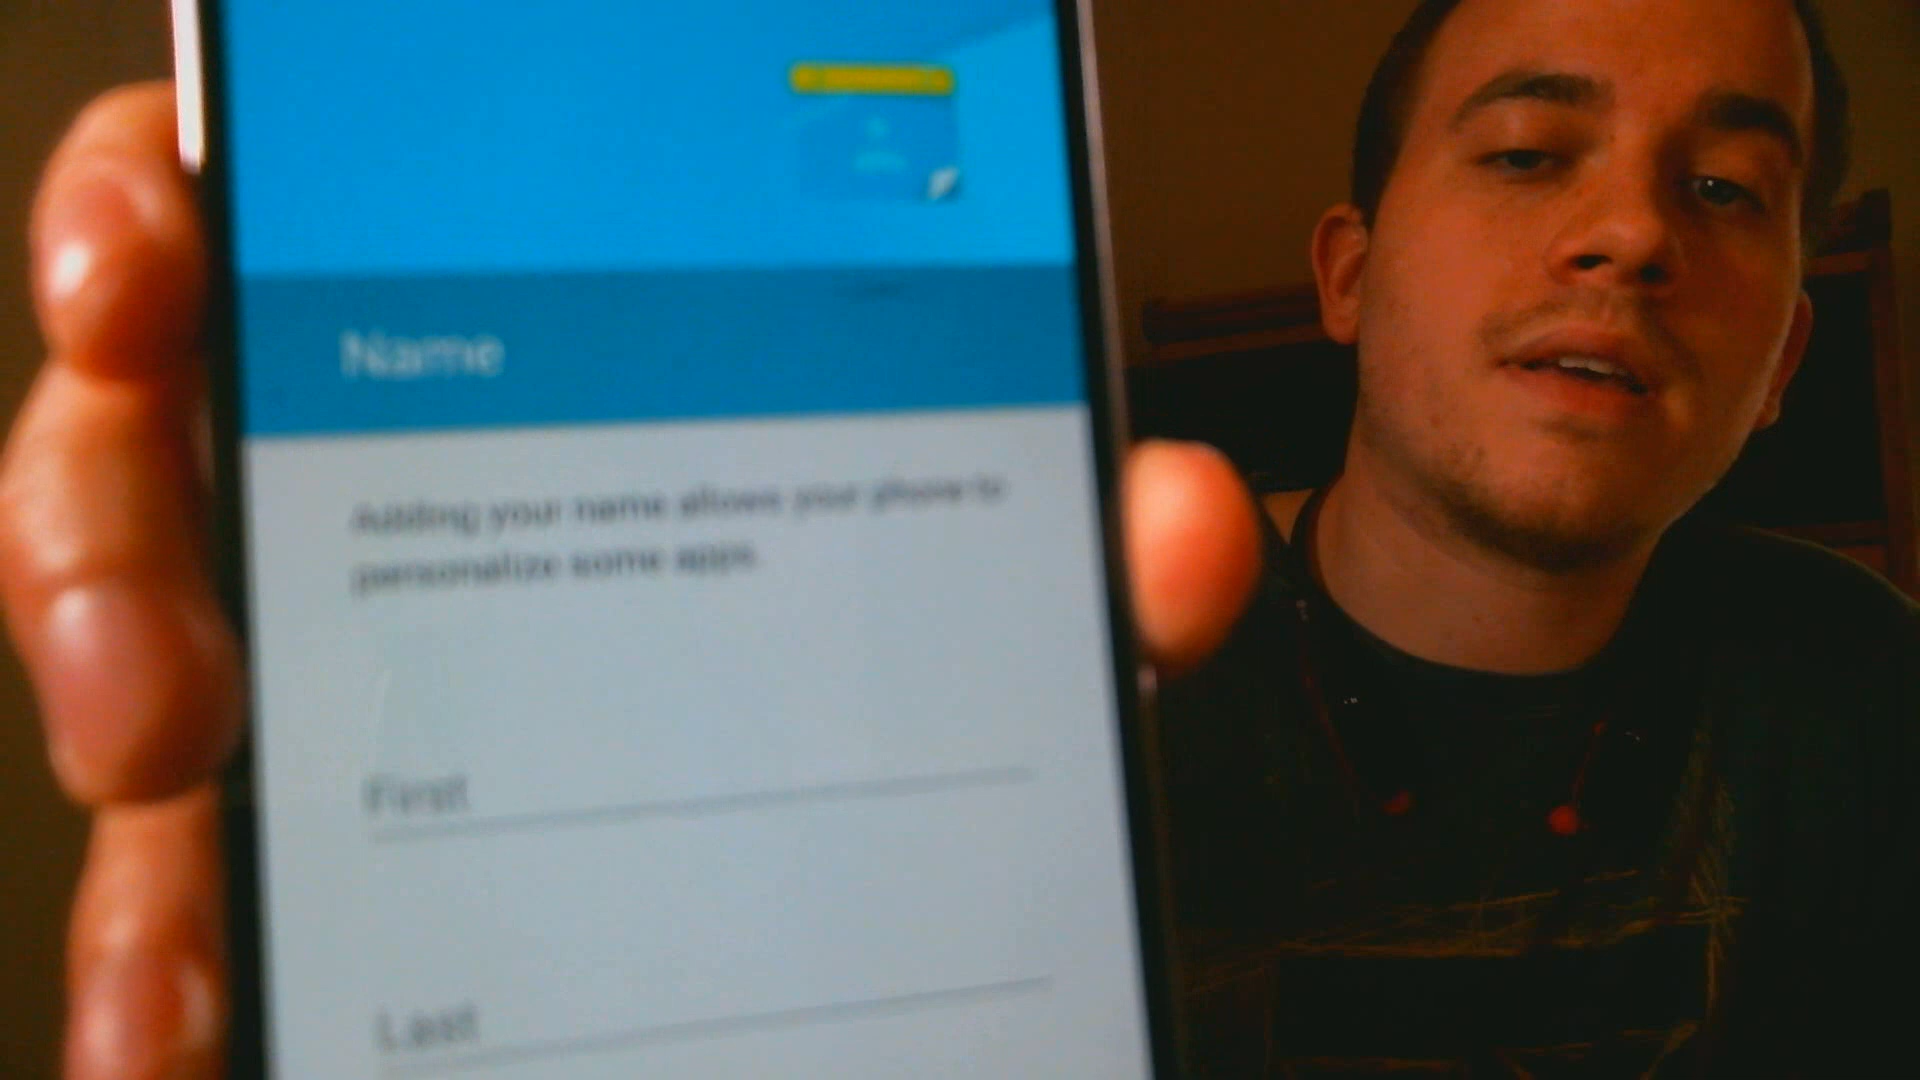 Name
Adding your name allows your phone to
personalize some apps.
First
Last